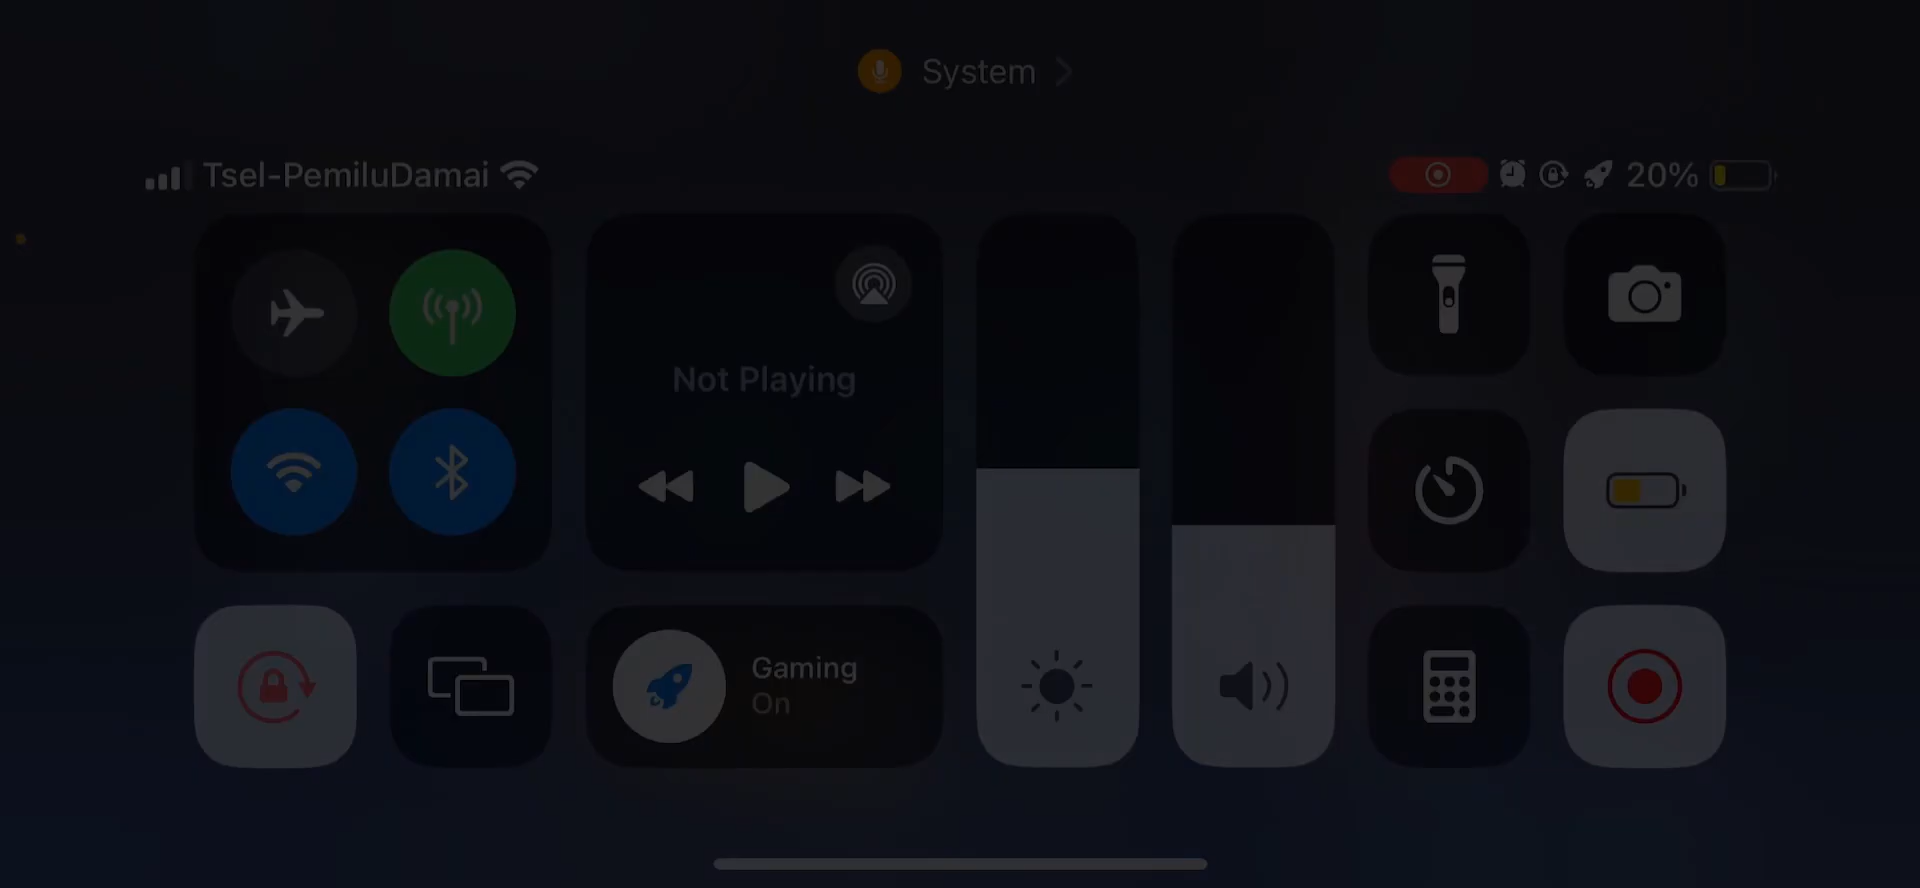 System
Tsel-PemiluDamai
20%
Not Playing
Gaming
On